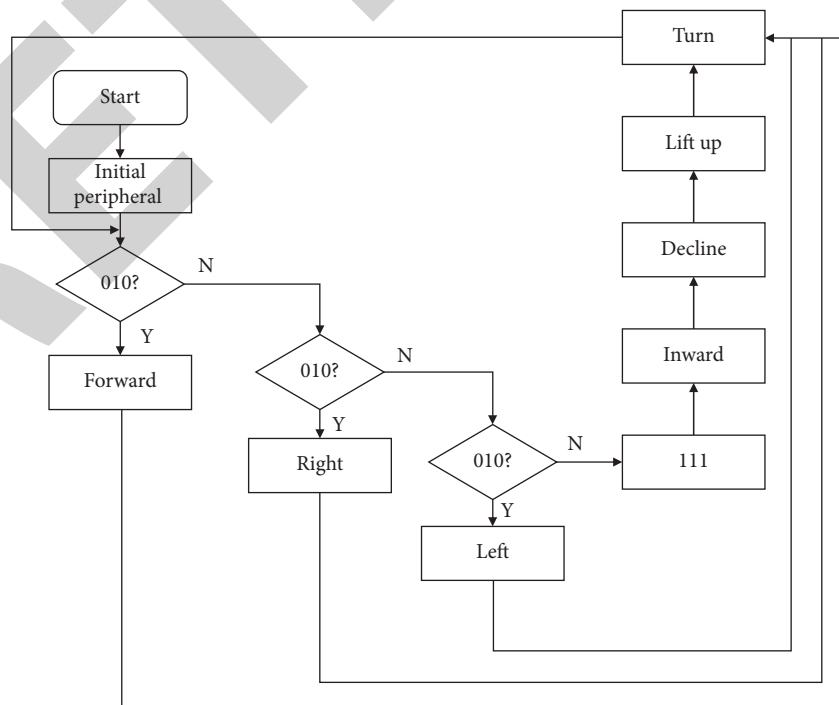 Turn
Start
Lift up
Initial
peripheral
Decline
010?
N
Y
Inward
Forward
010?
N
Y
Right
010?
N
111
Y
Left